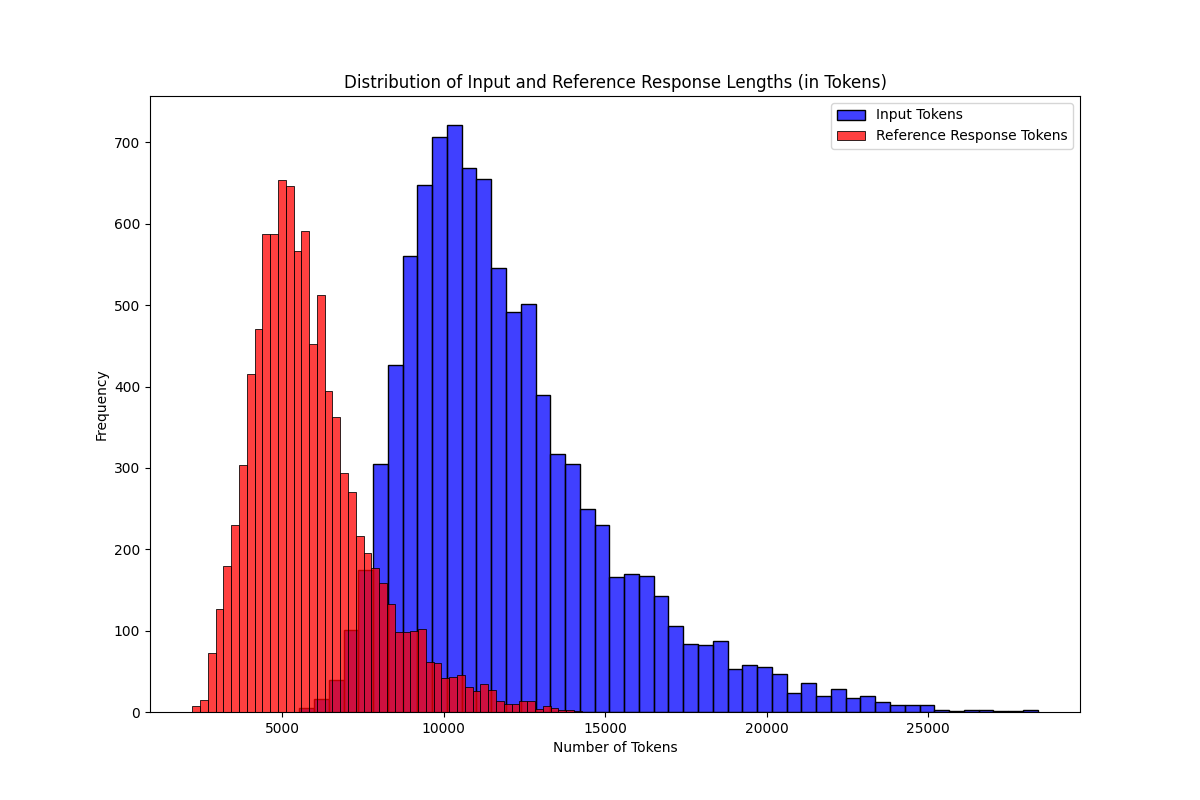 Distribution of Input and Reference Response Lengths (in Tokens)
Input Tokens
Reference Response Tokens
700
600
500
400
300
200
100
0
Frequency
5000
10000
15000
20000
25000
Number of Tokens